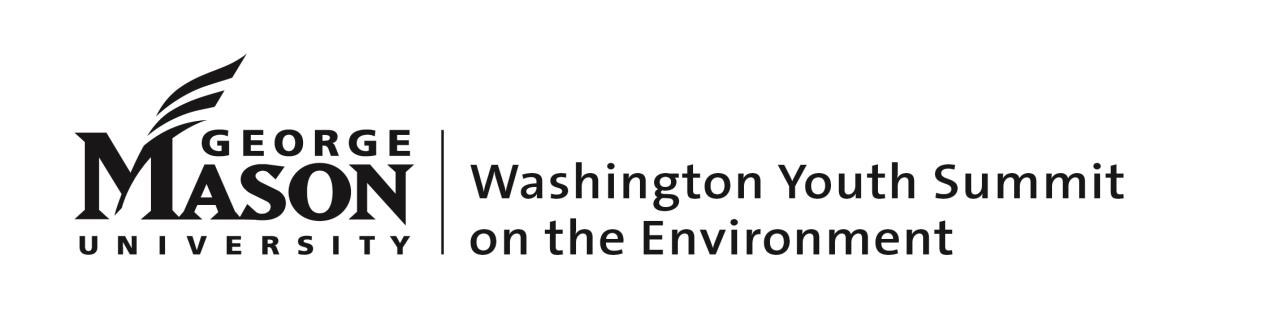 GEORGE
MASON
UNIVERSITY
Washington Youth Summit
on the Environment